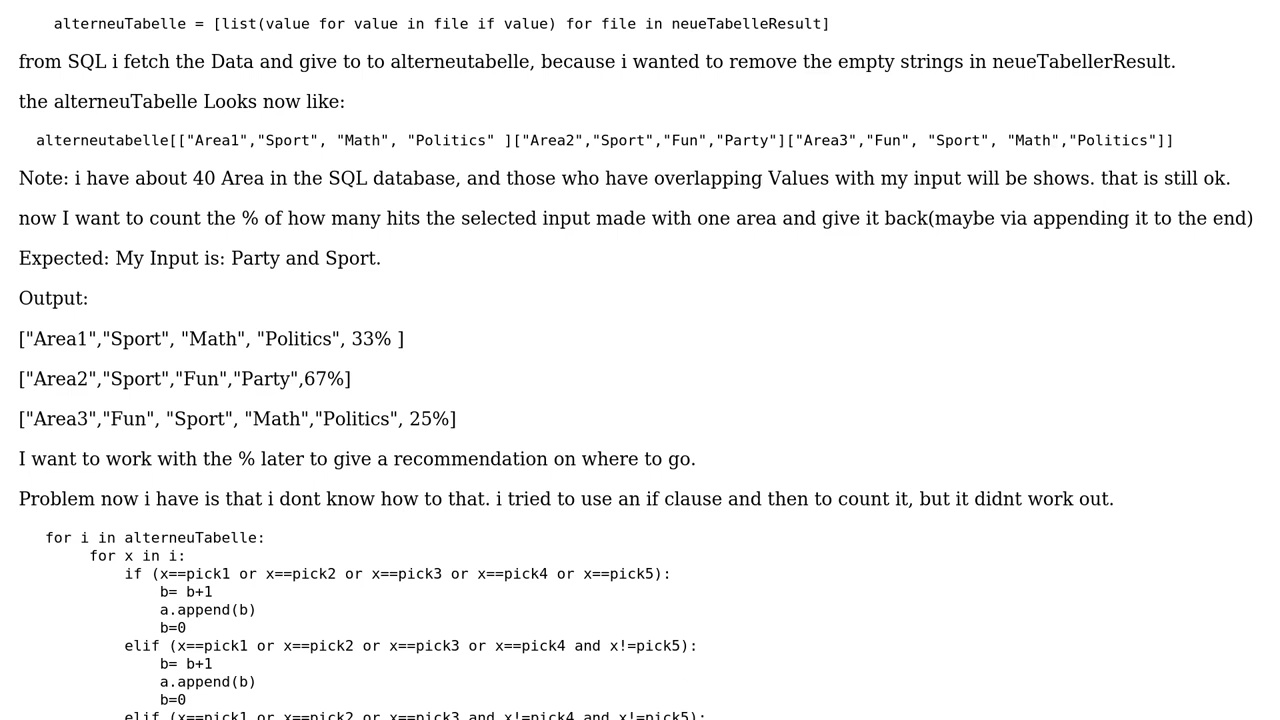 alterneuTabelle = [list(value for value in file if value) for file in neueTabelleResult]
from SQL i fetch the Data and give to to alterneutabelle, because i wanted to remove the empty strings in neueTabellerResult.
the alterneuTabelle Looks now like:
alterneutabelle[["Area1","Sport", "Math", "Politics" ]["Area2","Sport","Fun","Party"]["Area3","Fun", "Sport", "Math","Politics"]]
Note: i have about 40 Area in the SQL database, and those who have overlapping Values with my input will be shows. that is still ok.
now I want to count the % of how many hits the selected input made with one area and give it back(maybe via appending it to the end)
Expected: My Input is: Party and Sport.
Output:
["Area1","Sport", "Math", "Politics", 33% ]
["Area2","Sport","Fun","Party",67%]
["Area3","Fun", "Sport", "Math","Politics", 25%]
I want to work with the % later to give a recommendation on where to go.
Problem now i have is that i dont know how to that. i tried to use an if clause and then to count it, but it didnt work out.
for i in alterneuTabelle:
for x in i:
if (x==pick1 or x==pick2 or x==pick3 or x==pick4 or x==pick5):
b= b+1
a.append(b)
b=0
elif (x==pick1 or x==pick2 or x==pick3 or x==pick4 and x!=pick5):
b= b+1
a.append(b)
b=0
elif (x==pick1 or x==pick2 or x==pick3 and x!=pick4 and x!=pick5):